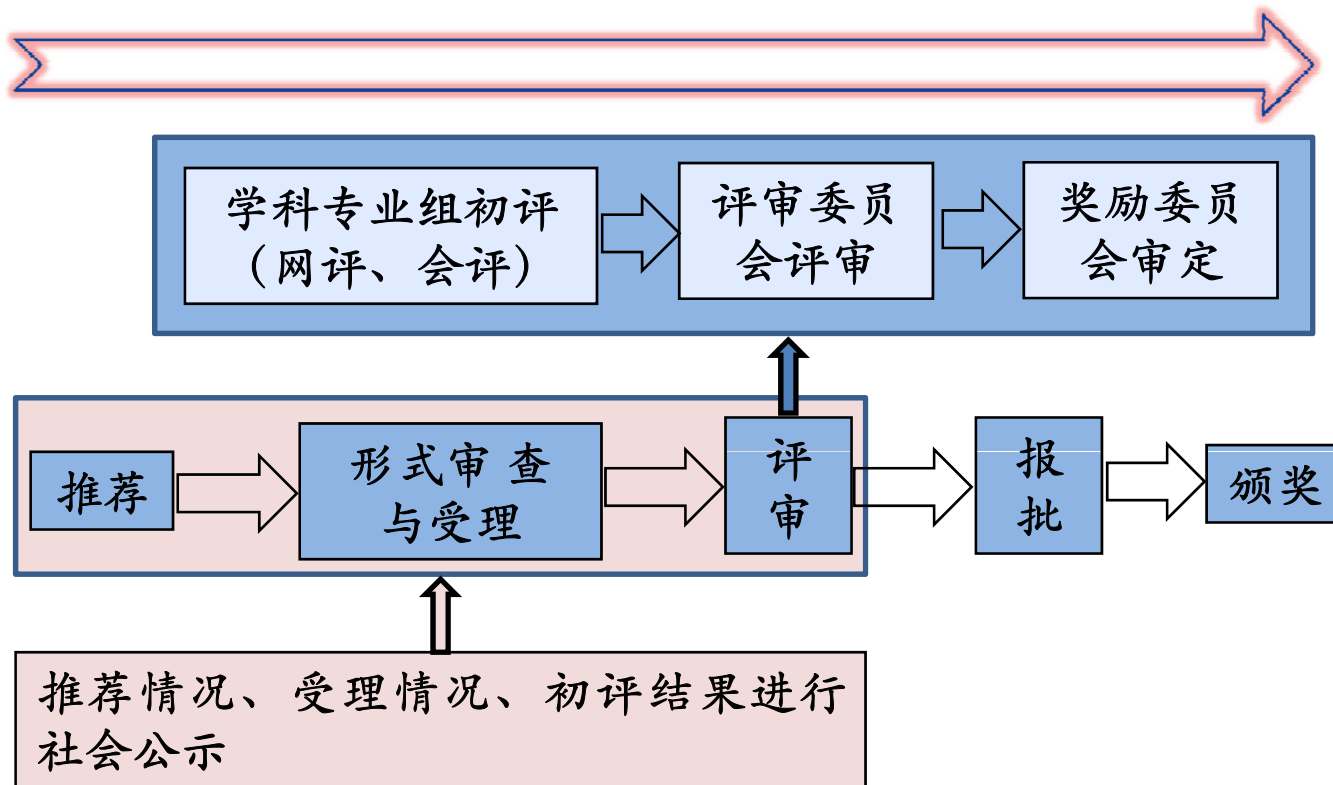 学科专业组初评
（网评、会评）
评审委员
会评审
奖励委员
会审定
推荐
形式审 查
与受理
评
审
报
批
颁奖
推荐情况、受理情况、初评结果进行
社会公示